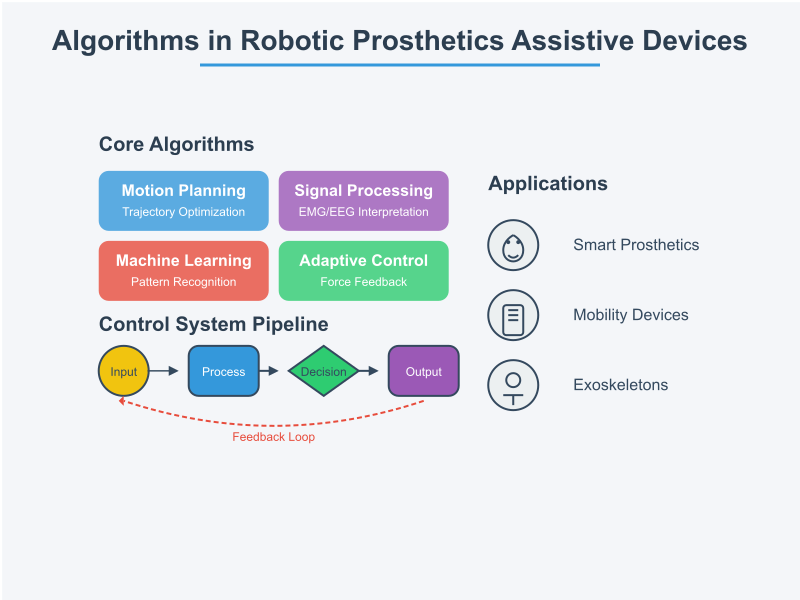 Algorithms in Robotic Prosthetics Assistive Devices
Core Algorithms
Motion Planning
Trajectory Optimization
Signal Processing
EMG/EEG Interpretation
Machine Learning
Pattern Recognition
Adaptive Control
Force Feedback
Control System Pipeline
Input
Process
Decision
Output
Feedback Loop
Applications
Smart Prosthetics
Mobility Devices
Exoskeletons